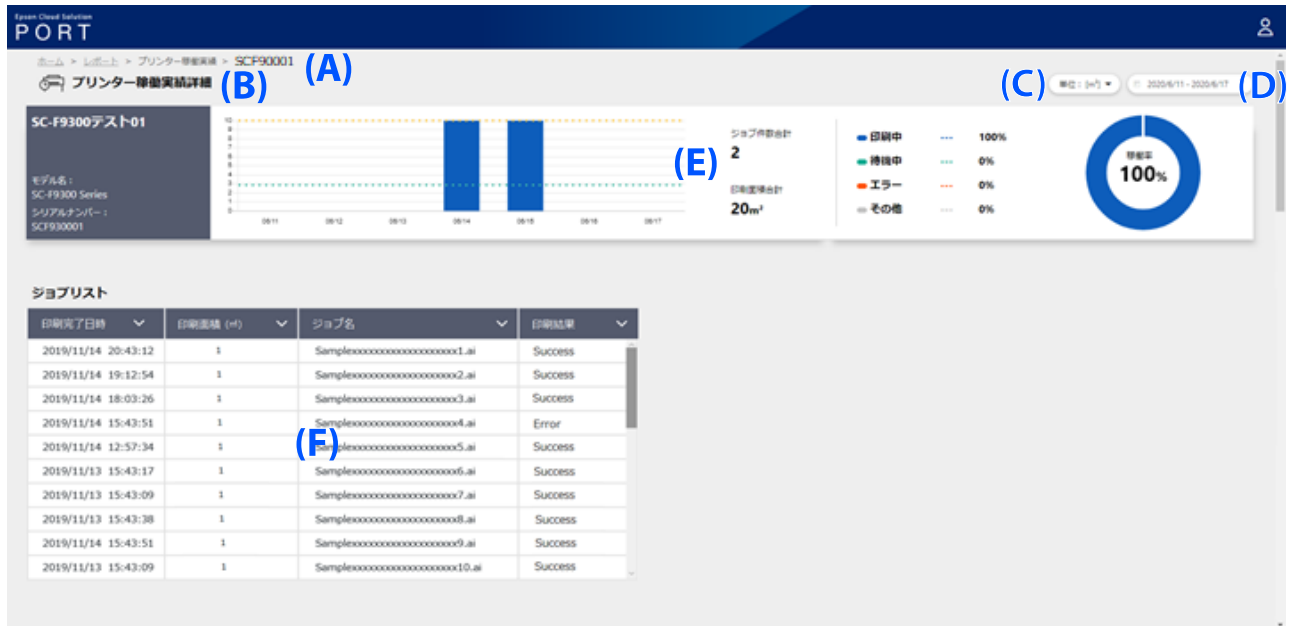 Epson Cloud Solution
PORT
ホーム > レポート > プリンター稼働実績 > SCF90001 (A)
プリンター稼働実績詳細 (B)
(C) 単位: [㎡]
2020/6/11 - 2020/6/17 (D)
SC-F9300テスト01
モデル名：
SC-F9300 Series
シリアルナンバー：
SCF930001
10
9
8
7
6
5
4
3
2
1
0
06/11 06/12 06/13 06/14 06/15 06/16 06/17
(E)
ジョブ件数合計
2
印刷面積合計
20m²
印刷中 --- 100%
待機中 --- 0%
エラー --- 0%
その他 --- 0%
稼働率
100%
ジョブリスト
印刷完了日時 印刷面積 (㎡) ジョブ名 印刷結果
2019/11/14 20:43:12 1 Samplexxxxxxxxxxxxxxxxxxxx1.ai Success
2019/11/14 19:12:54 1 Samplexxxxxxxxxxxxxxxxxxxx2.ai Success
2019/11/14 18:03:26 1 Samplexxxxxxxxxxxxxxxxxxxx3.ai Success
2019/11/14 15:43:51 1 Samplexxxxxxxxxxxxxxxxxxxx4.ai Error
2019/11/14 12:57:34 1 Samplexxxxxxxxxxxxxxxxxxxx5.ai Success
(F)
2019/11/13 15:43:17 1 Samplexxxxxxxxxxxxxxxxxxxx6.ai Success
2019/11/13 15:43:09 1 Samplexxxxxxxxxxxxxxxxxxxx7.ai Success
2019/11/13 15:43:38 1 Samplexxxxxxxxxxxxxxxxxxxx8.ai Success
2019/11/14 15:43:51 1 Samplexxxxxxxxxxxxxxxxxxxx9.ai Success
2019/11/13 15:43:09 1 Samplexxxxxxxxxxxxxxxxxxxx10.ai Success